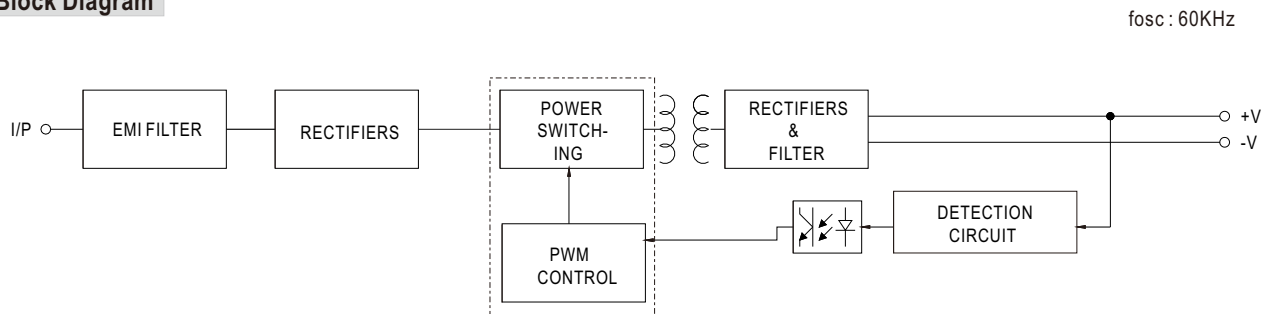 Block Diagram
fosc : 60KHz
I/P
EMI FILTER
RECTIFIERS
POWER
SWITCH-
ING
RECTIFIERS
&
FILTER
+V
-V
DETECTION
CIRCUIT
PWM
CONTROL